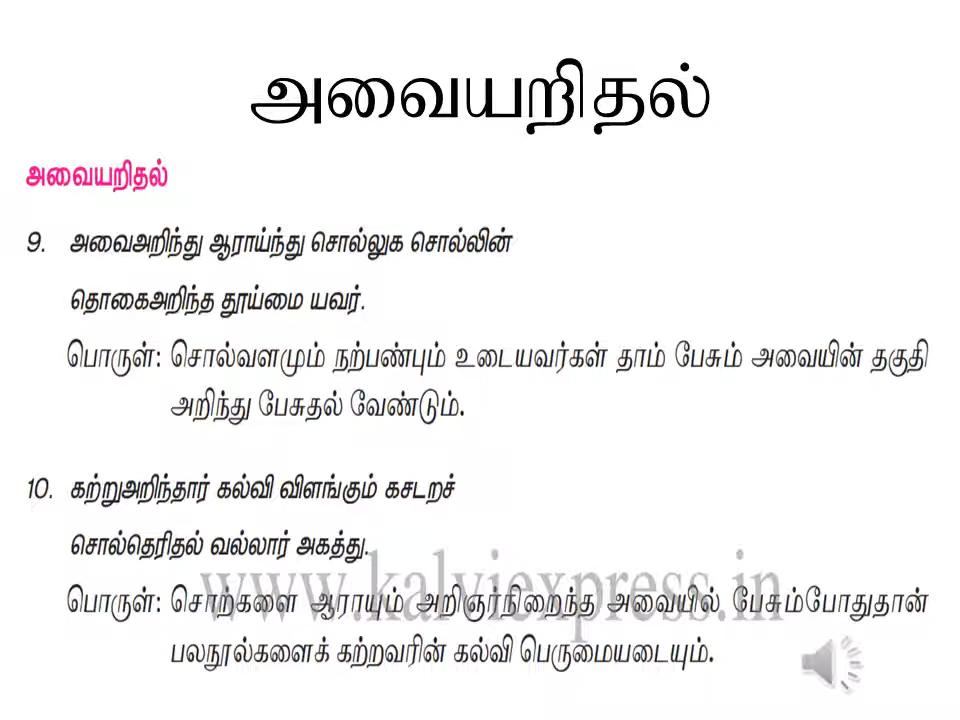 அவையறிதல்
அவையறிதல்
9. அவைஅறிந்து ஆராய்ந்து சொல்லுக சொல்லின்
தொகைஅறிந்த தூய்மை யவர்.
பொருள்: சொல்வளமும் நற்பண்பும் உடையவர்கள் தாம் பேசும் அவையின் தகுதி
அறிந்து பேசுதல் வேண்டும்.
10. கற்றுஅறிந்தார் கல்வி விளங்கும் கசடறச்
சொல்தெரிதல் வல்லார் அகத்து.
www.kalviexpress.in
பொருள்: சொற்களை ஆராயும் அறிஞர்நிறைந்த அவையில் பேசும்போதுதான்
பலநூல்களைக் கற்றவரின் கல்வி பெருமையடையும்.